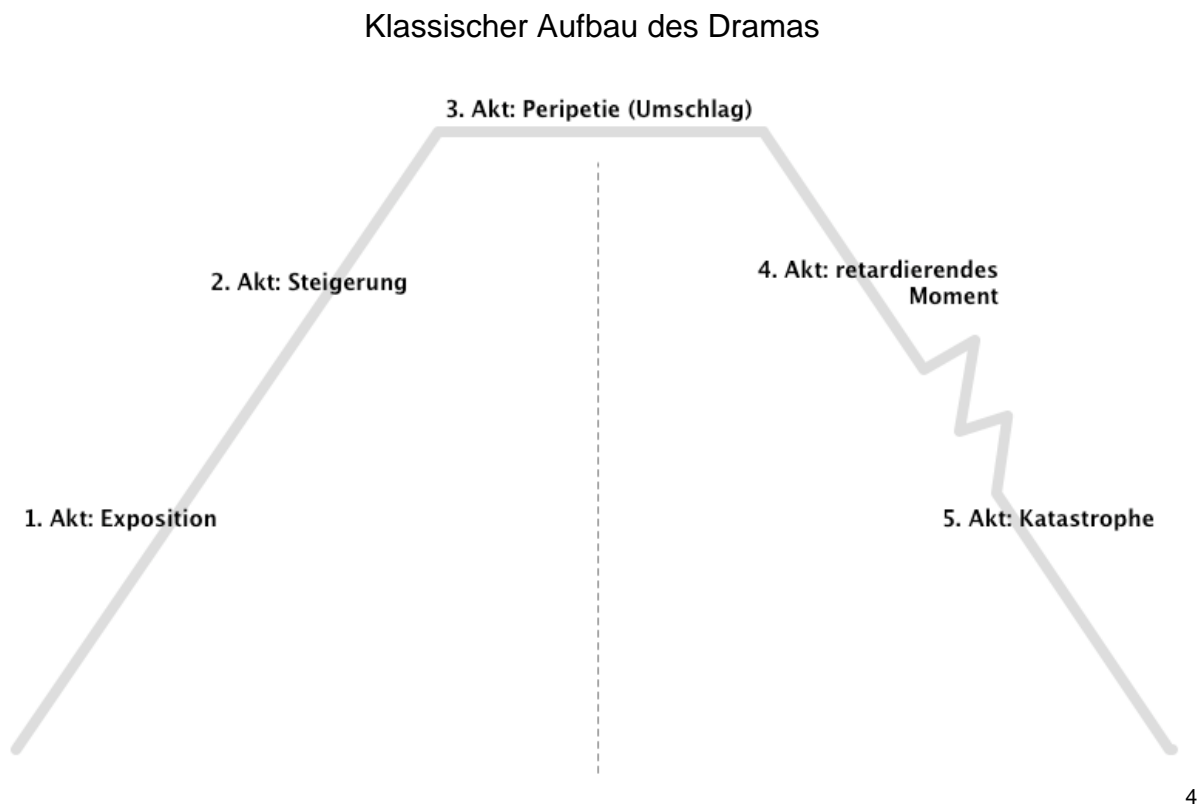 Klassischer Aufbau des Dramas
3. Akt: Peripetie (Umschlag)
2. Akt: Steigerung
4. Akt: retardierendes
Moment
1. Akt: Exposition
5. Akt: Katastrophe
4